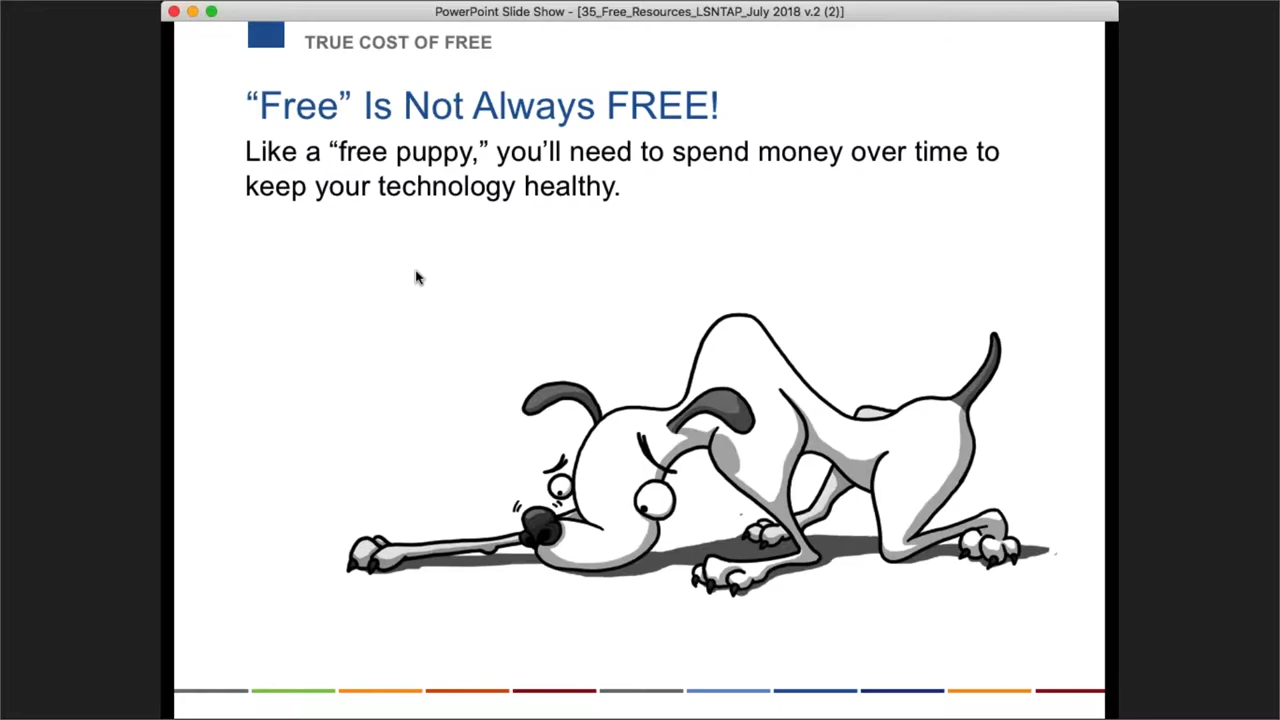 PowerPoint Slide Show - [35_Free_Resources_LSNTAP_July 2018 v.2 (2)]
TRUE COST OF FREE
“Free” Is Not Always FREE!
Like a “free puppy,” you’ll need to spend money over time to
keep your technology healthy.